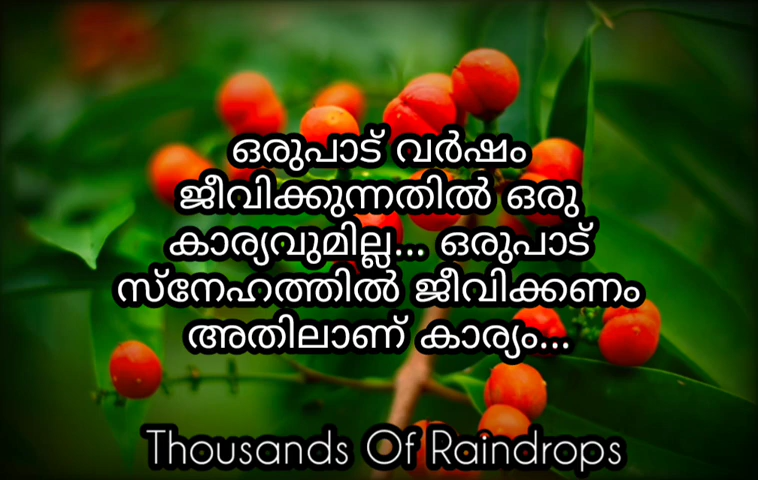 ഒരുപാട് വർഷം
ജീവിക്കുന്നതിൽ ഒരു
കാര്യവുമില്ല... ഒരുപാട്
സ്നേഹത്തിൽ ജീവിക്കണം
അതിലാണ് കാര്യം...
Thousands Of Raindrops